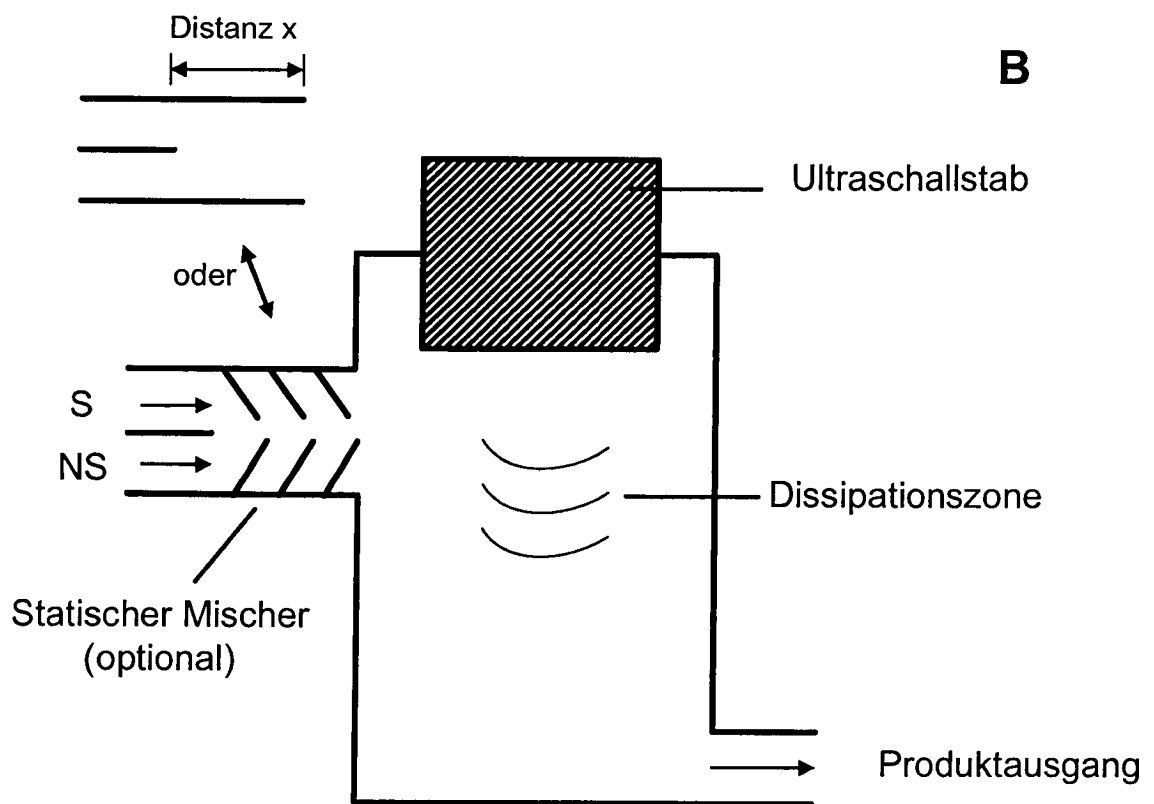 Distanz x
B
Ultraschallstab
oder
S
NS
Dissipationszone
Statischer Mischer
(optional)
Produktausgang